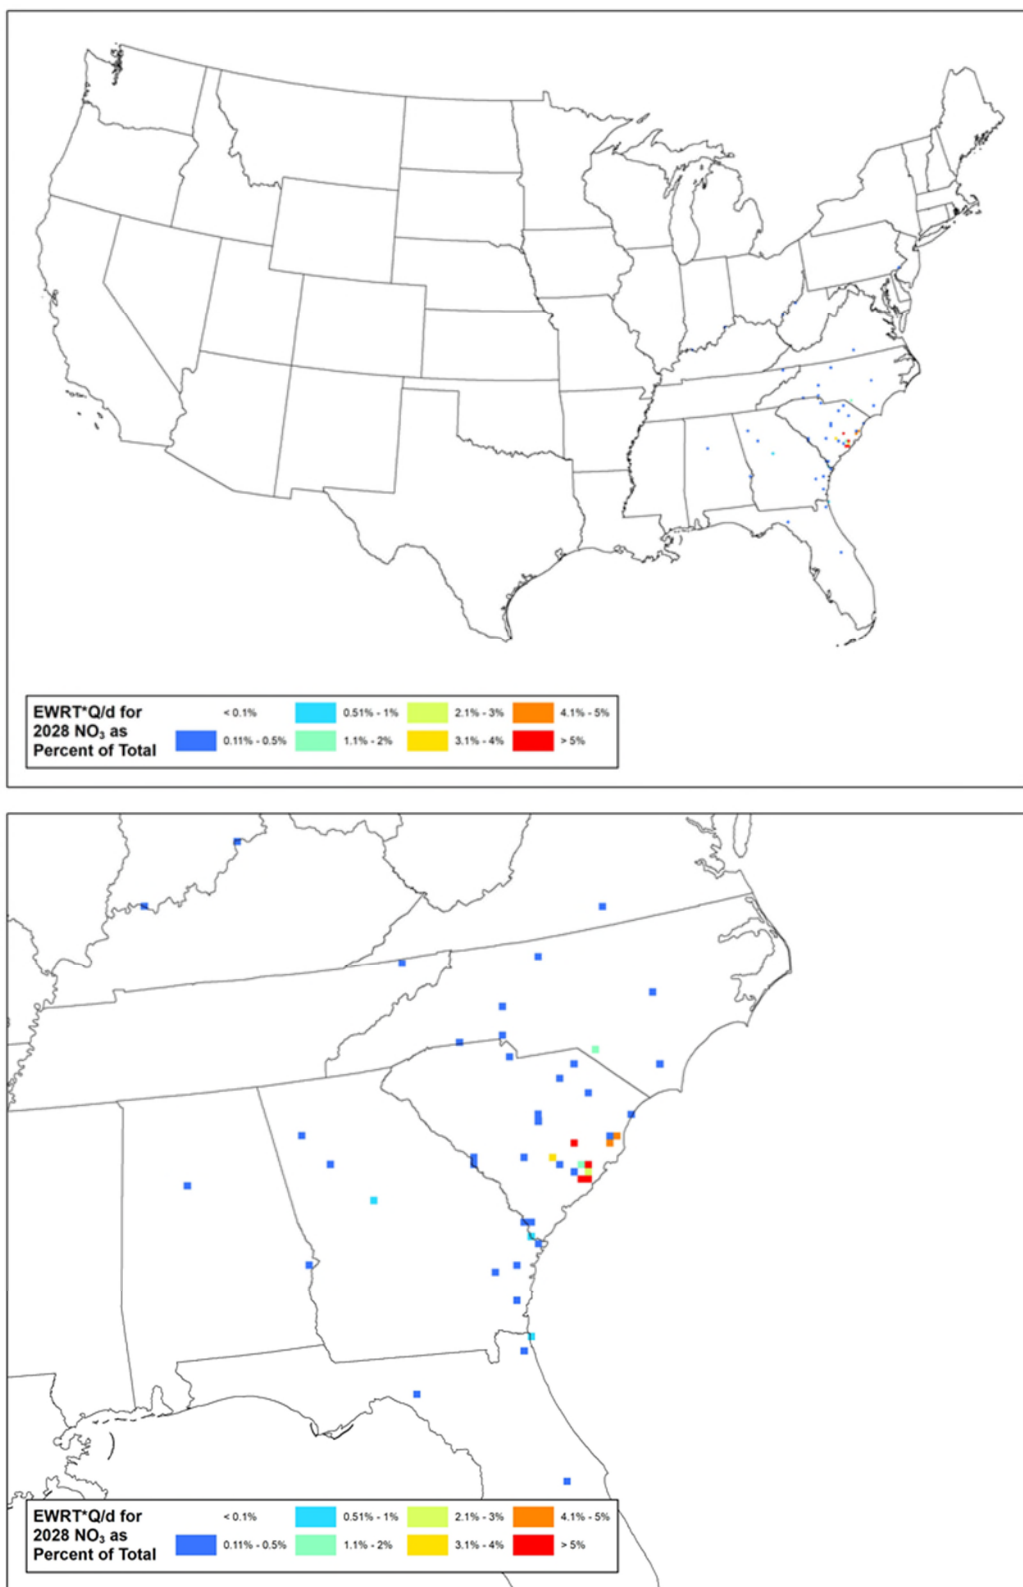 EWRT*Q/d for
2028 NO₃ as
Percent of Total
< 0.1%
0.51% - 1%
2.1% - 3%
4.1% - 5%
0.11% - 0.5%
1.1% - 2%
3.1% - 4%
> 5%
EWRT*Q/d for
2028 NO₃ as
Percent of Total
< 0.1%
0.51% - 1%
2.1% - 3%
4.1% - 5%
0.11% - 0.5%
1.1% - 2%
3.1% - 4%
> 5%